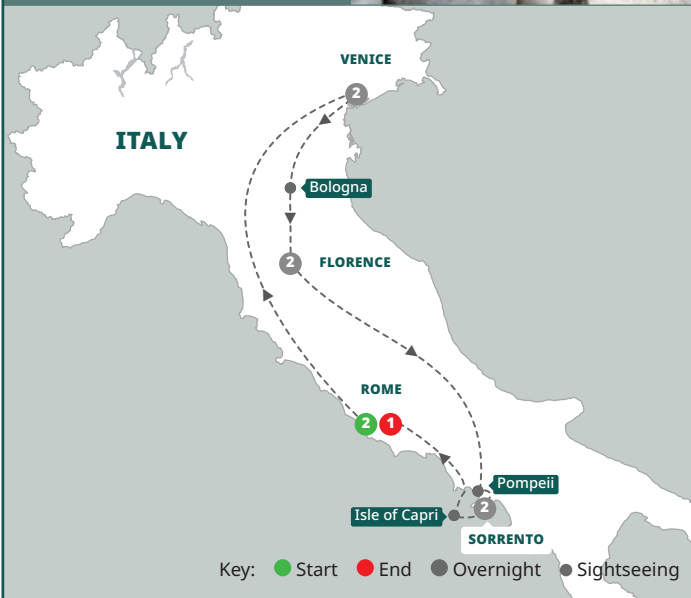 VENICE
2
ITALY
Bologna
2
FLORENCE
ROME
2 1
Pompeii
2
Isle of Capri
SORRENTO
Key: Start End Overnight Sightseeing